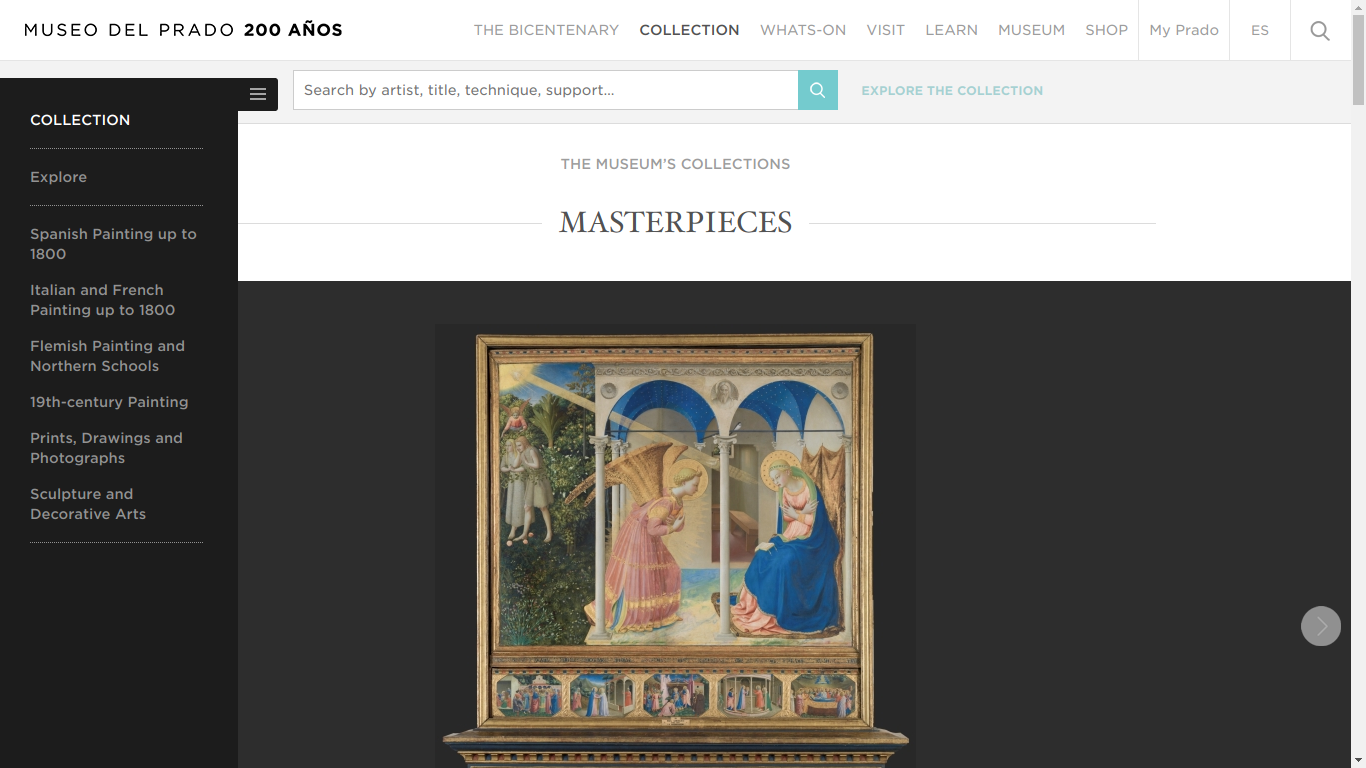 MUSEO DEL PRADO 200 AÑOS
THE BICENTENARY COLLECTION WHATS-ON VISIT LEARN MUSEUM SHOP My Prado ES
Search by artist, title, technique, support...
EXPLORE THE COLLECTION
COLLECTION
Explore
Spanish Painting up to
1800
Italian and French
Painting up to 1800
Flemish Painting and
Northern Schools
19th-century Painting
Prints, Drawings and
Photographs
Sculpture and
Decorative Arts
THE MUSEUM’S COLLECTIONS
MASTERPIECES